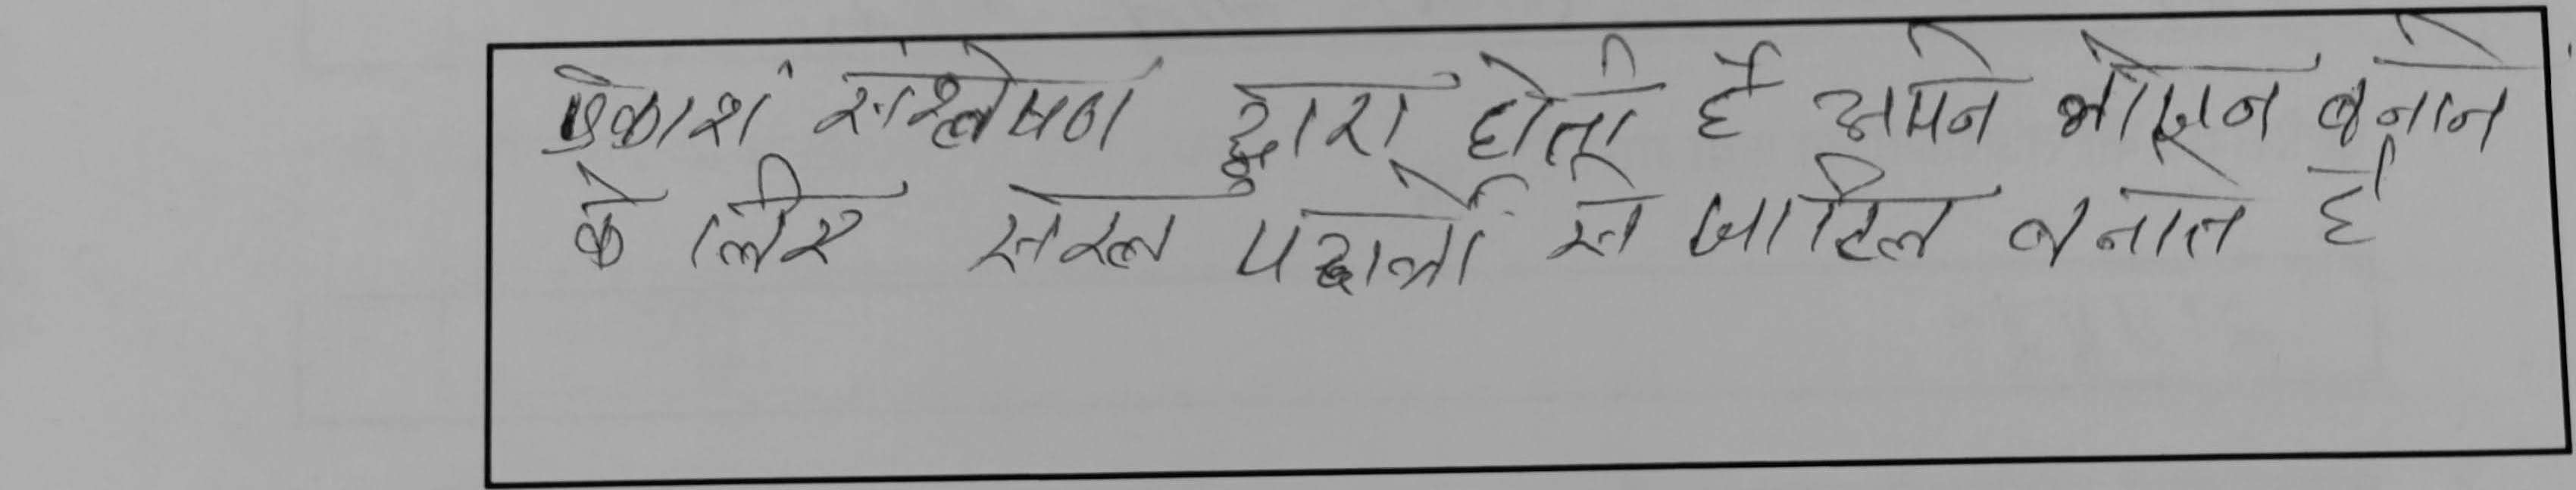 प्रकाश संश्लेषण द्वारा होती है अपने भोजन बनाने
के लिए सरल पदार्थो से जटिल बनाते है